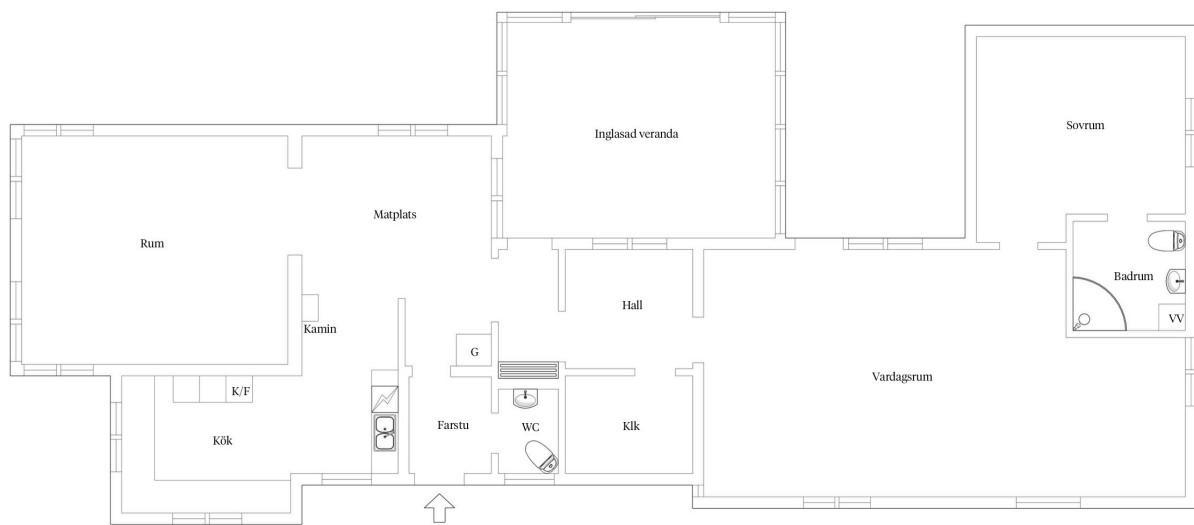 Inglasad veranda
Sovrum
Matplats
Rum
Badrum
Hall
VV
Kamin
G
Vardagsrum
K/F
Kök
Farstu
WC
Klk